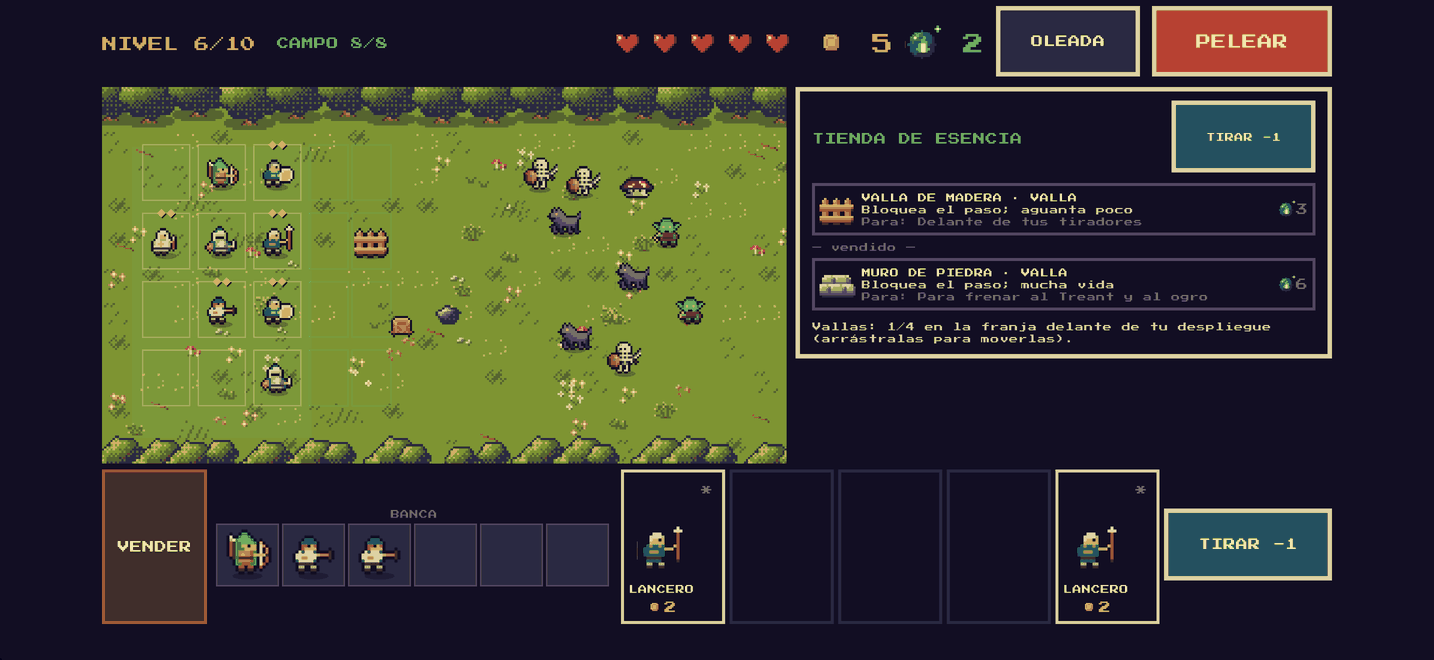 NIVEL 6/10
CAMPO 8/8
5
2
OLEADA
PELEAR
TIENDA DE ESENCIA
TIRAR -1
VALLA DE MADERA · VALLA
Bloquea el paso; aguanta poco
Para: Delante de tus tiradores
3
— vendido —
MURO DE PIEDRA · VALLA
Bloquea el paso; mucha vida
Para: Para frenar al Treant y al ogro
6
Vallas: 1/4 en la franja delante de tu despliegue
(arrástralas para moverlas).
VENDER
BANCA
*
LANCERO
2
*
LANCERO
2
TIRAR -1